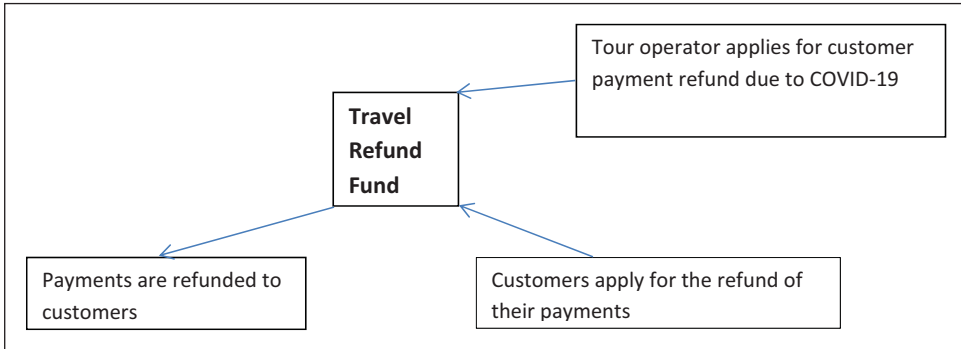 Tour operator applies for customer
payment refund due to COVID-19
Travel
Refund
Fund
Payments are refunded to
customers
Customers apply for the refund of
their payments